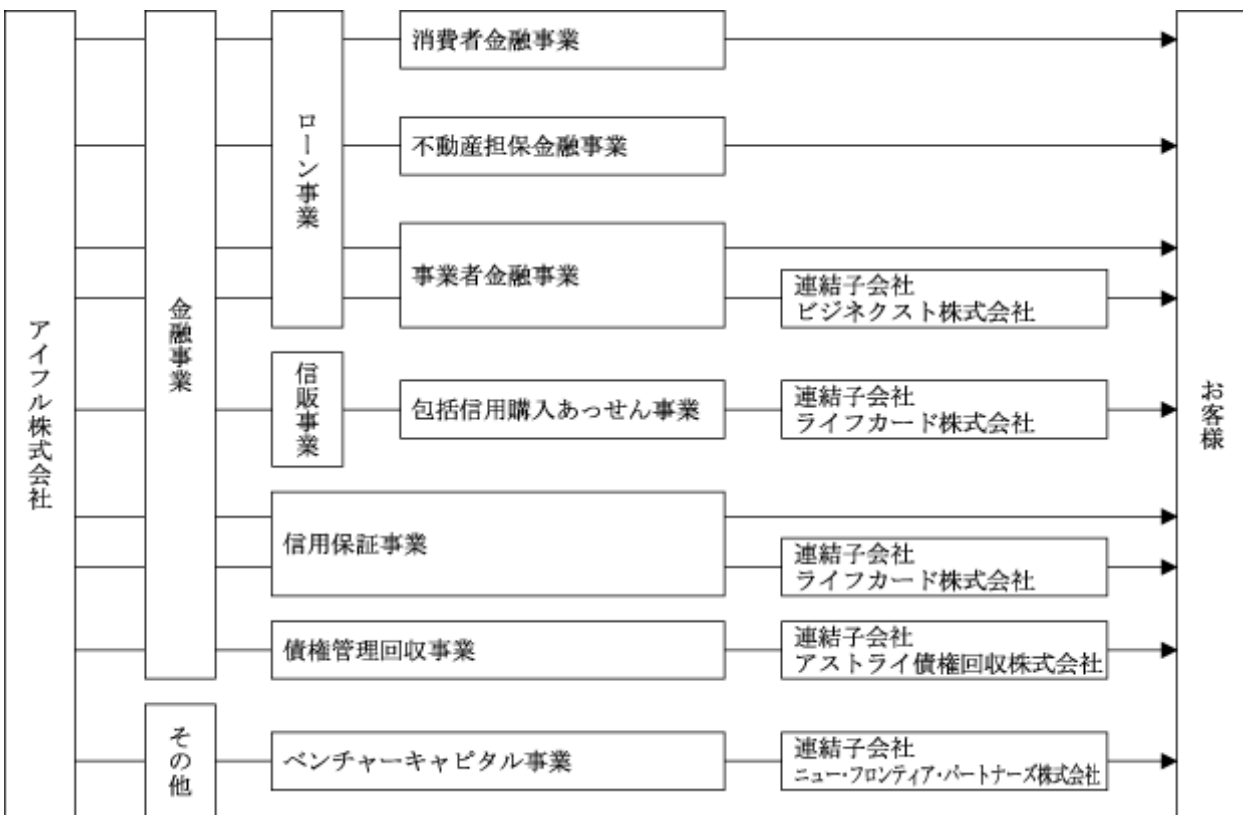 アイフル株式会社
金融事業
ローン事業
消費者金融事業
不動産担保金融事業
事業者金融事業
連結子会社
ビジネクスト株式会社
信販事業
包括信用購入あっせん事業
連結子会社
ライフカード株式会社
信用保証事業
連結子会社
ライフカード株式会社
債権管理回収事業
連結子会社
アストライ債権回収株式会社
その他
ベンチャーキャピタル事業
連結子会社
ニュー・フロンティア・パートナーズ株式会社
お客様